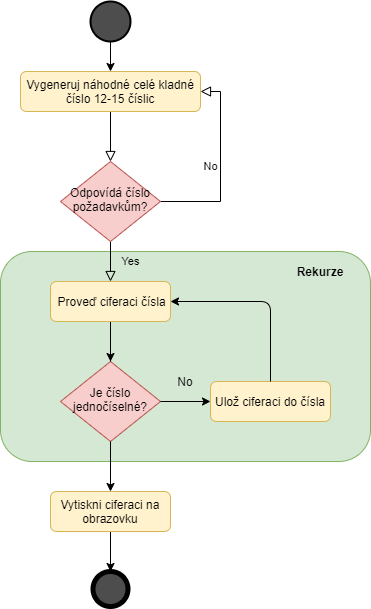 Vygeneruj náhodné celé kladné
číslo 12-15 číslic
No
Odpovídá číslo
požadavkům?
Yes
Rekurze
Proveď ciferaci čísla
Je číslo
jednočíselné?
No
Ulož ciferaci do čísla
Vytiskni ciferaci na
obrazovku